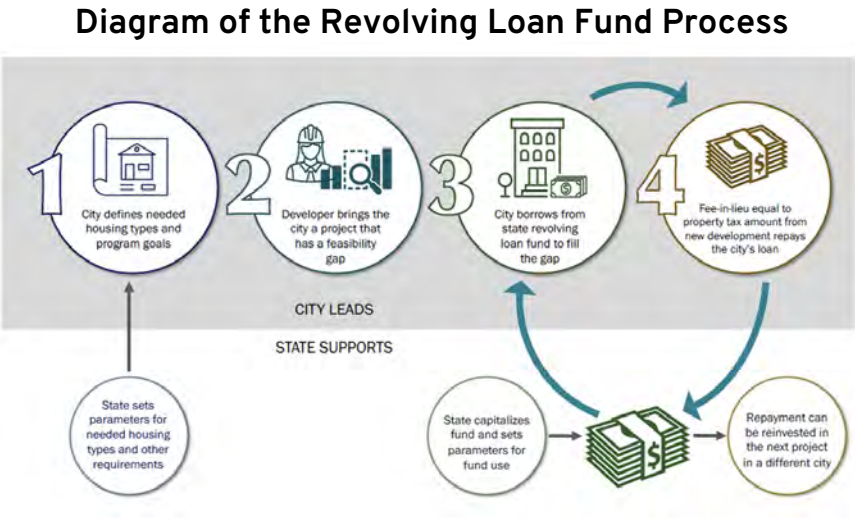 Diagram of the Revolving Loan Fund Process
1
City defines needed
housing types and
program goals
2
Developer brings the
city a project that
has a feasibility
gap
3
City borrows from
state revolving
loan fund to fill
the gap
4
Fee-in-lieu equal to
property tax amount from
new development repays
the city's loan
CITY LEADS
STATE SUPPORTS
State sets
parameters for
needed housing
types and other
requirements
State capitalizes
fund and sets
parameters for
fund use
$
Repayment can
be reinvested in
the next project
in a different city